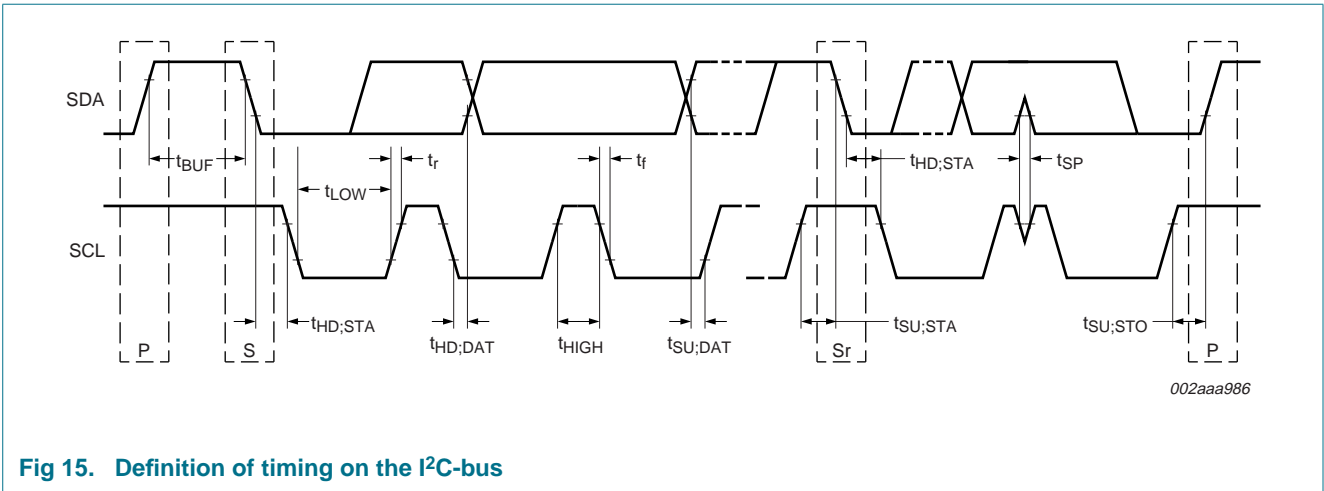 SDA
tBUF
tr
tf
tHD;STA
tSP
tLOW
SCL
tHD;STA
tHD;DAT
tHIGH
tSU;DAT
tSU;STA
tSU;STO
P
S
Sr
P
002aaa986
Fig 15. Definition of timing on the I²C-bus